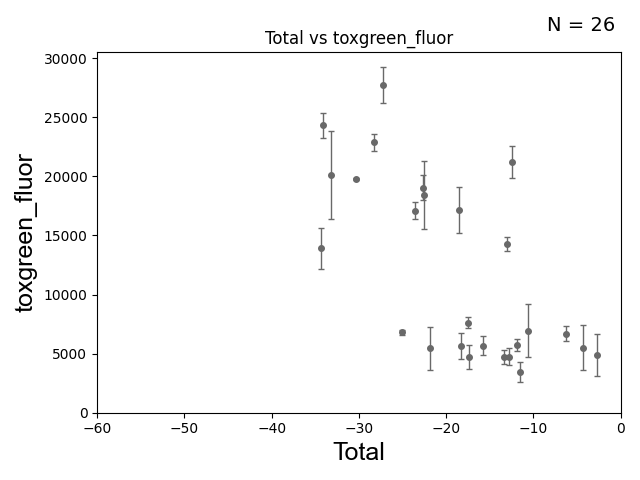 N = 26
Total vs toxgreen_fluor
30000
25000
20000
15000
10000
5000
0
toxgreen_fluor
−60 −50 −40 −30 −20 −10 0
Total